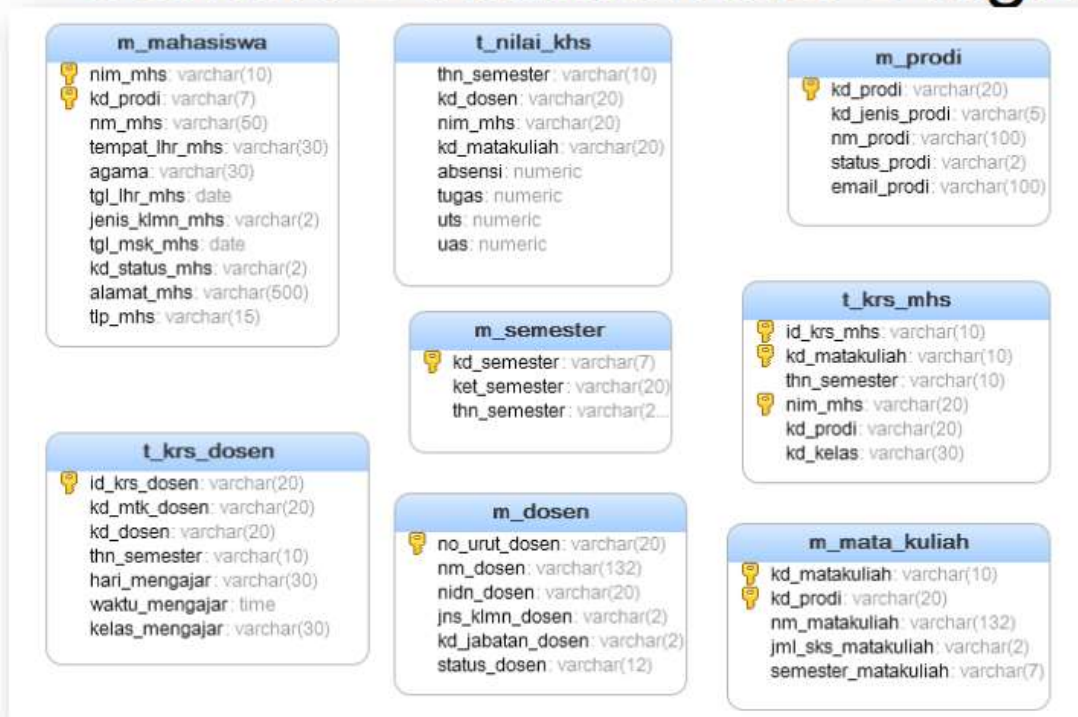 m_mahasiswa
nim_mhs: varchar(10)
kd_prodi: varchar(7)
nm_mhs: varchar(50)
tempat_lhr_mhs: varchar(30)
agama: varchar(30)
tgl_lhr_mhs: date
jenis_klmn_mhs: varchar(2)
tgl_msk_mhs: date
kd_status_mhs: varchar(2)
alamat_mhs: varchar(500)
tlp_mhs: varchar(15)
t_nilai_khs
thn_semester: varchar(10)
kd_dosen: varchar(20)
nim_mhs: varchar(20)
kd_matakuliah: varchar(20)
absensi: numeric
tugas: numeric
uts: numeric
uas: numeric
m_prodi
kd_prodi: varchar(20)
kd_jenis_prodi: varchar(5)
nm_prodi: varchar(100)
status_prodi: varchar(2)
email_prodi: varchar(100)
m_semester
kd_semester: varchar(7)
ket_semester: varchar(20)
thn_semester: varchar(2...
t_krs_mhs
id_krs_mhs: varchar(10)
kd_matakuliah: varchar(10)
thn_semester: varchar(10)
nim_mhs: varchar(20)
kd_prodi: varchar(20)
kd_kelas: varchar(30)
t_krs_dosen
id_krs_dosen: varchar(20)
kd_mtk_dosen: varchar(20)
kd_dosen: varchar(20)
thn_semester: varchar(10)
hari_mengajar: varchar(30)
waktu_mengajar: time
kelas_mengajar: varchar(30)
m_dosen
no_urut_dosen: varchar(20)
nm_dosen: varchar(132)
nidn_dosen: varchar(20)
jns_klmn_dosen: varchar(2)
kd_jabatan_dosen: varchar(2)
status_dosen: varchar(12)
m_mata_kuliah
kd_matakuliah: varchar(10)
kd_prodi: varchar(20)
nm_matakuliah: varchar(132)
jml_sks_matakuliah: varchar(2)
semester_matakuliah: varchar(7)